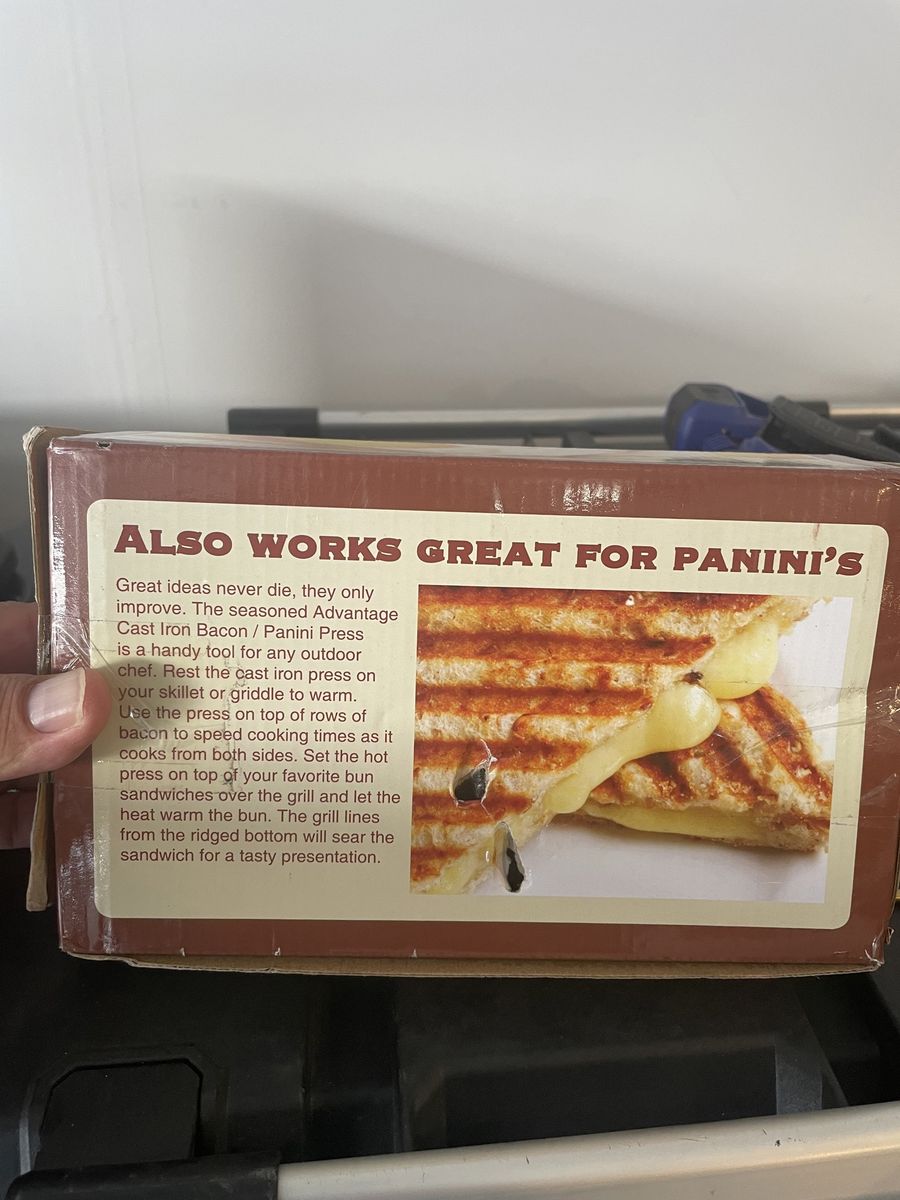 Also works great for panini's
Great ideas never die, they only
improve. The seasoned Advantage
Cast Iron Bacon / Panini Press
is a handy tool for any outdoor
chef. Rest the cast iron press on
your skillet or griddle to warm.
Use the press on top of rows of
bacon to speed cooking times as it
cooks from both sides. Set the hot
press on top of your favorite bun
sandwiches over the grill and let the
heat warm the bun. The grill lines
from the ridged bottom will sear the
sandwich for a tasty presentation.